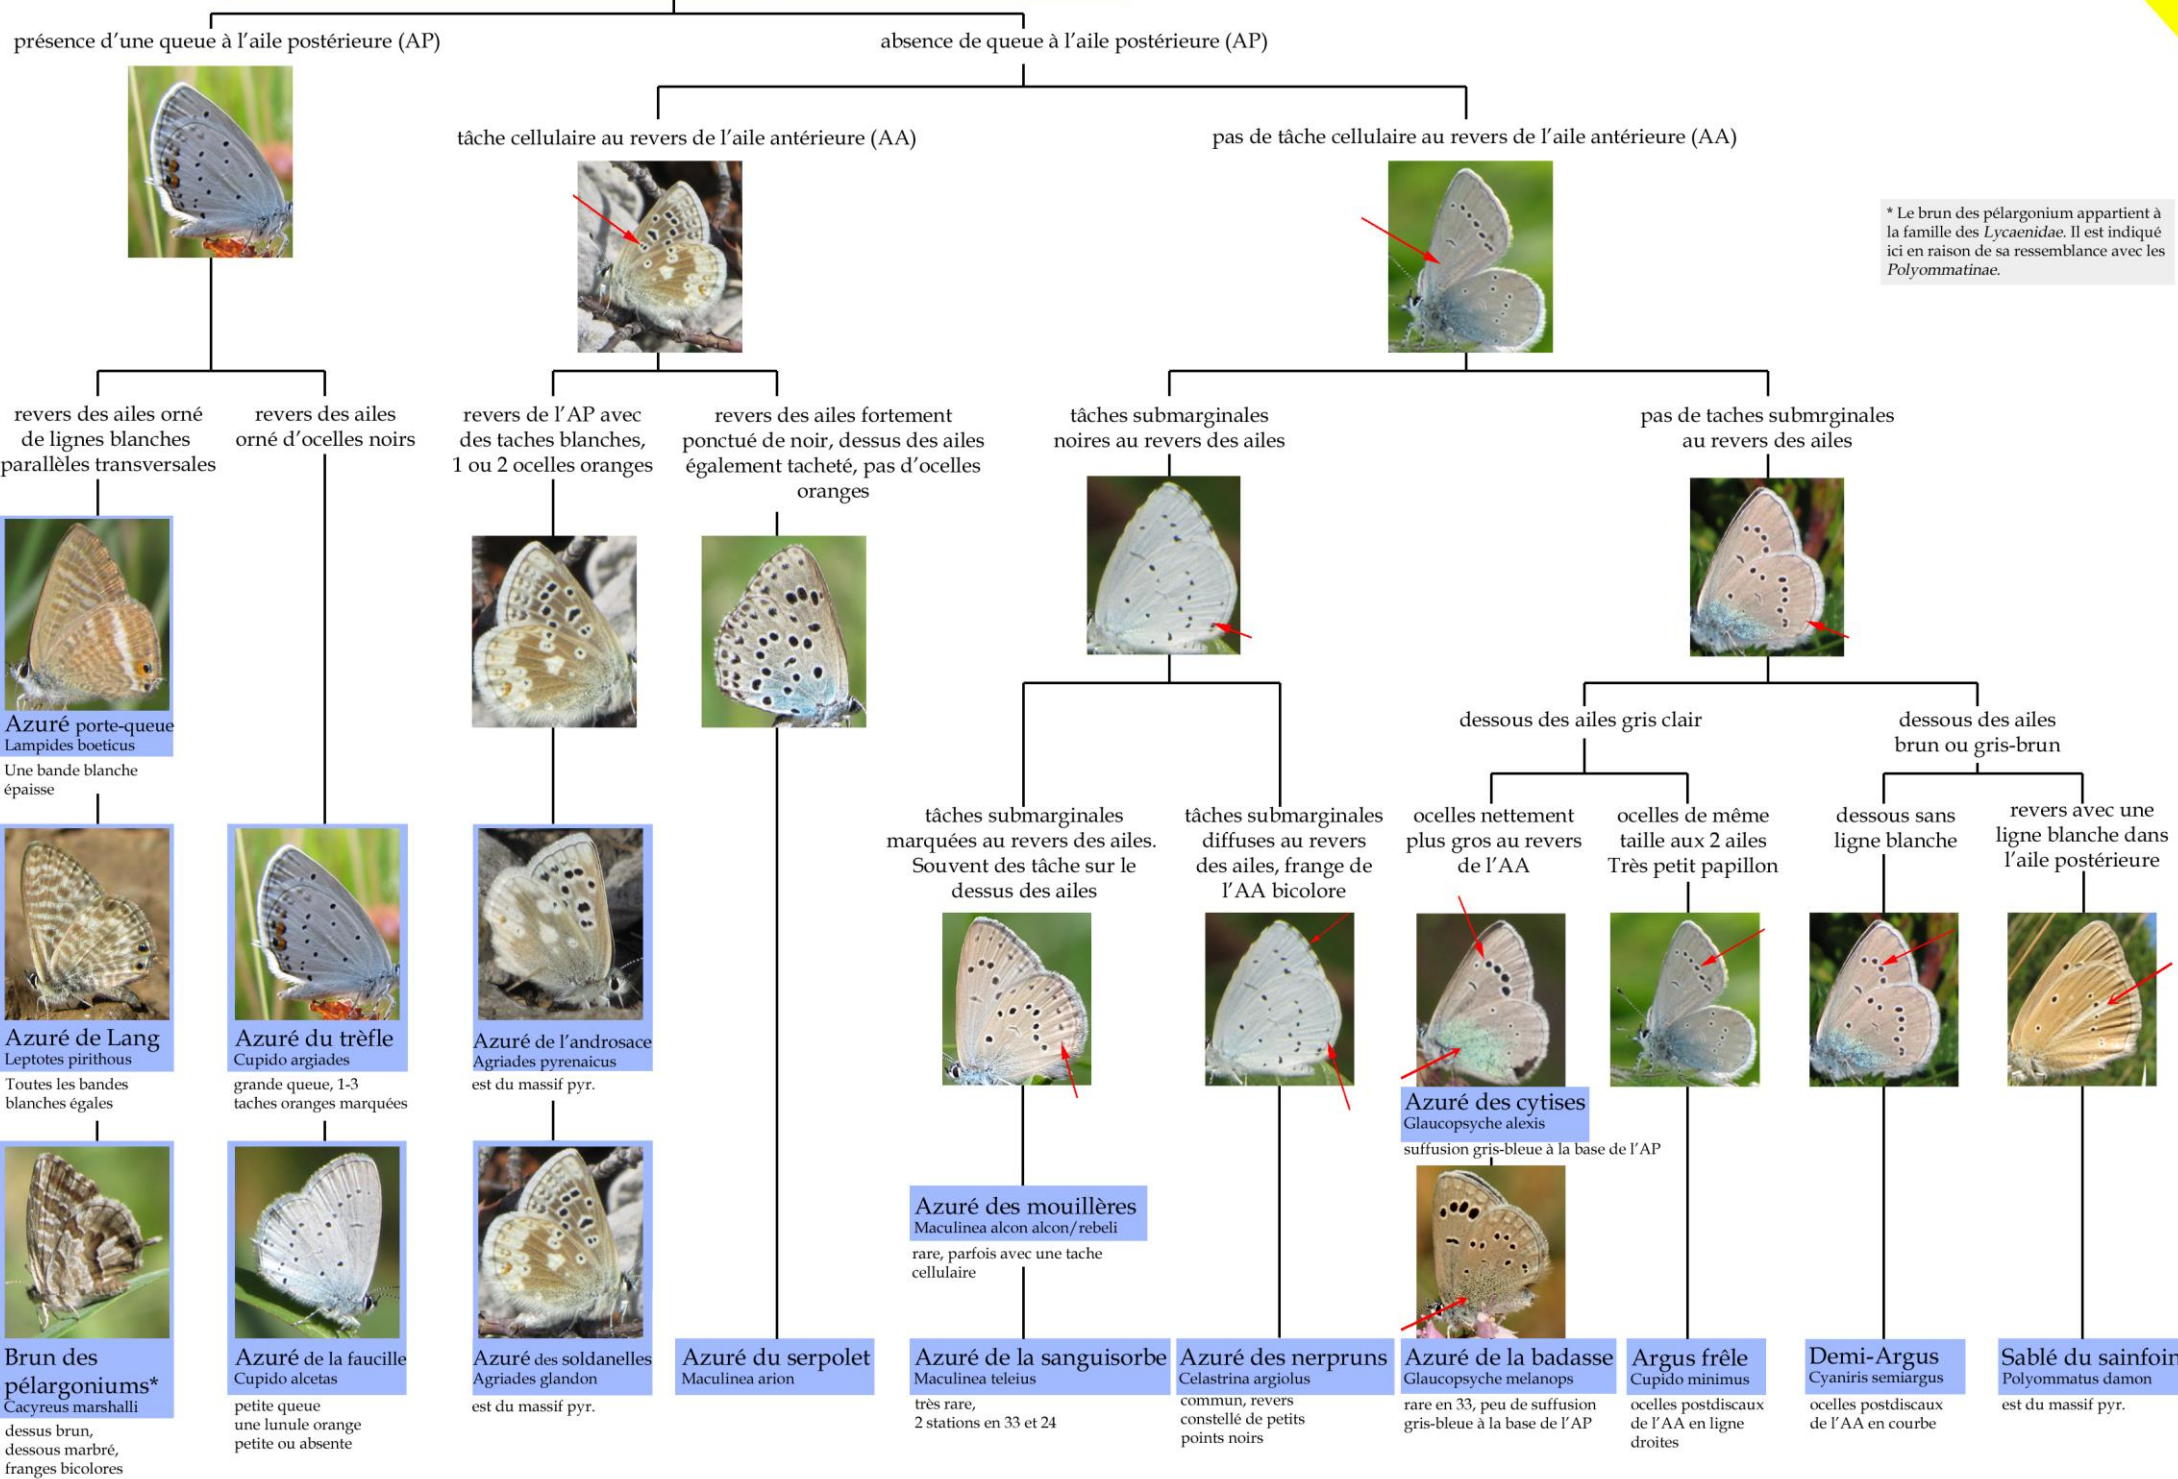 présence d'une queue à l'aile postérieure (AP)
absence de queue à l'aile postérieure (AP)
tâche cellulaire au revers de l'aile antérieure (AA)
pas de tâche cellulaire au revers de l'aile antérieure (AA)
* Le brun des pélargonium appartient à
la famille des Lycaenidae. Il est indiqué
ici en raison de sa ressemblance avec les
Polyommatinae.
revers des ailes orné
de lignes blanches
parallèles transversales
revers des ailes
orné d'ocelles noirs
revers de l'AP avec
des taches blanches,
1 ou 2 ocelles oranges
revers des ailes fortement
ponctué de noir, dessus des ailes
également tacheté, pas d'ocelles
oranges
tâches submarginales
noires au revers des ailes
pas de taches submrginales
au revers des ailes
dessous des ailes gris clair
dessous des ailes
brun ou gris-brun
Azuré porte-queue
Lampides boeticus
Une bande blanche
épaisse
tâches submarginales
marquées au revers des ailes.
Souvent des tâche sur le
dessus des ailes
tâches submarginales
diffuses au revers
des ailes, frange de
l'AA bicolore
ocelles nettement
plus gros au revers
de l'AA
ocelles de même
taille aux 2 ailes
Très petit papillon
dessous sans
ligne blanche
revers avec une
ligne blanche dans
l'aile postérieure
Azuré de Lang
Leptotes pirithous
Toutes les bandes
blanches égales
Azuré du trèfle
Cupido argiades
grande queue, 1-3
taches oranges marquées
Azuré de l'androsace
Agriades pyrenaicus
est du massif pyr.
Azuré des cytises
Glaucopsyche alexis
suffusion gris-bleue à la base de l'AP
Azuré des mouillères
Maculinea alcon alcon/rebeli
rare, parfois avec une tache
cellulaire
Brun des
pélargoniums*
Cacyreus marshalli
dessus brun,
dessous marbré,
franges bicolores
Azuré de la faucille
Cupido alcetas
petite queue
une lunule orange
petite ou absente
Azuré des soldanelles
Agriades glandon
est du massif pyr.
Azuré du serpolet
Maculinea arion
Azuré de la sanguisorbe
Maculinea teleius
très rare,
2 stations en 33 et 24
Azuré des nerpruns
Celastrina argiolus
commun, revers
constellé de petits
points noirs
Azuré de la badasse
Glaucopsyche melanops
rare en 33, peu de suffusion
gris-bleue à la base de l'AP
Argus frêle
Cupido minimus
ocelles postdiscaux
de l'AA en ligne
droites
Demi-Argus
Cyaniris semiargus
ocelles postdiscaux
de l'AA en courbe
Sablé du sainfoin
Polyommatus damon
est du massif pyr.